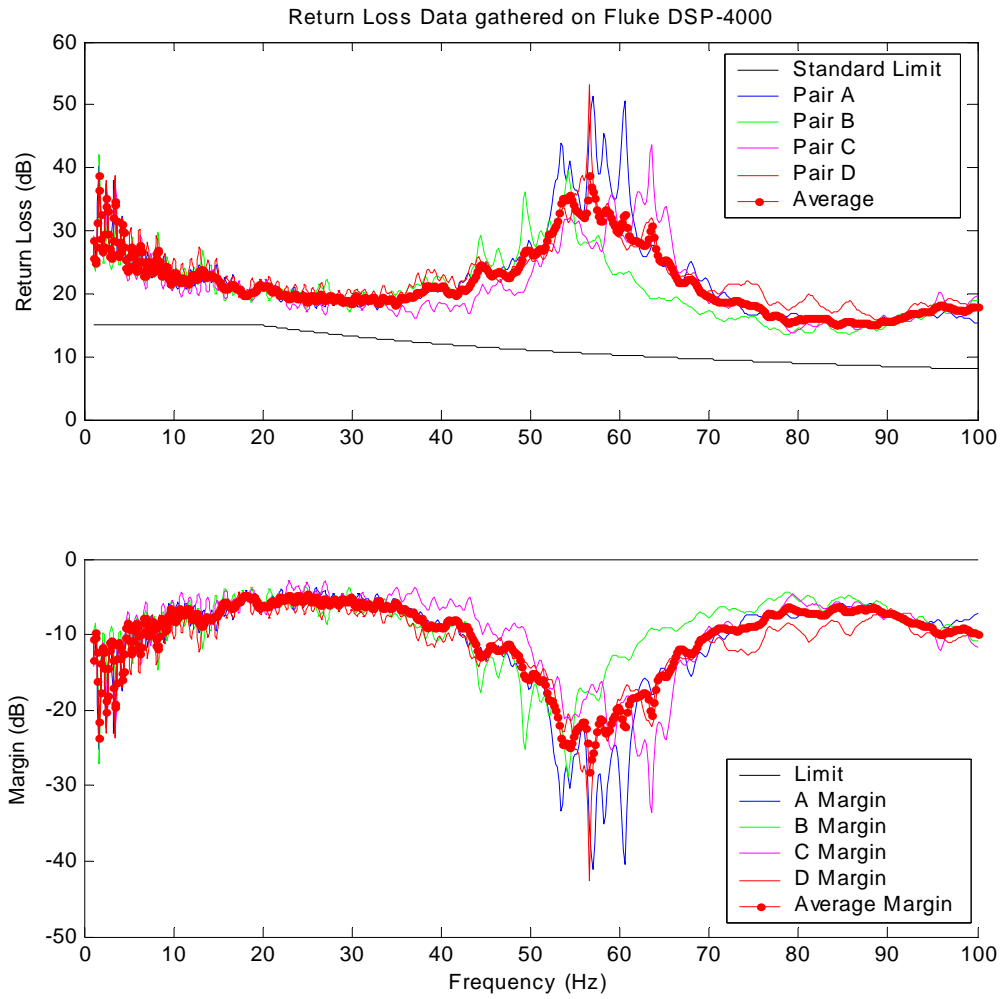 Return Loss Data gathered on Fluke DSP-4000
60
50
40
30
20
10
0
Return Loss (dB)
Standard Limit
Pair A
Pair B
Pair C
Pair D
Average
0 10 20 30 40 50 60 70 80 90 100
0
-10
-20
-30
-40
-50
Margin (dB)
Limit
A Margin
B Margin
C Margin
D Margin
Average Margin
0 10 20 30 40 50 60 70 80 90 100
Frequency (Hz)